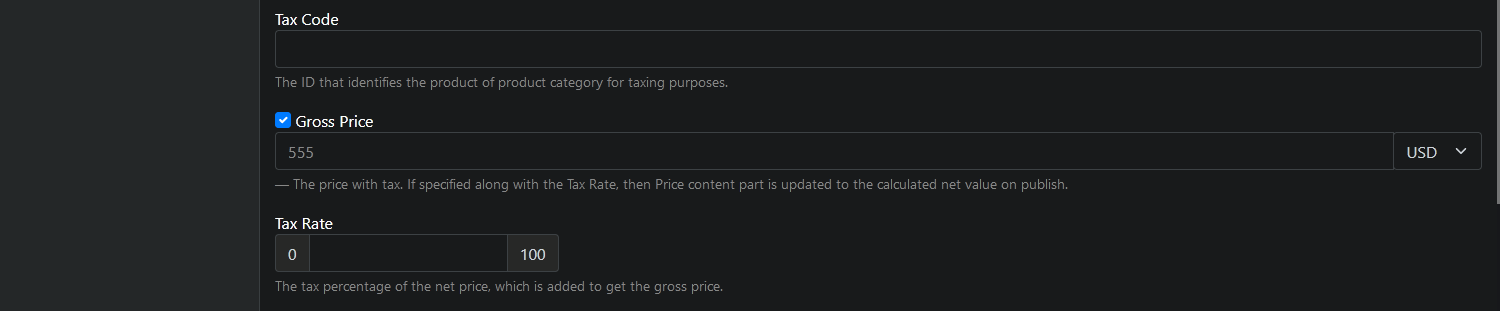 Tax Code
The ID that identifies the product of product category for taxing purposes.
Gross Price
555 USD
— The price with tax. If specified along with the Tax Rate, then Price content part is updated to the calculated net value on publish.
Tax Rate
0 100
The tax percentage of the net price, which is added to get the gross price.